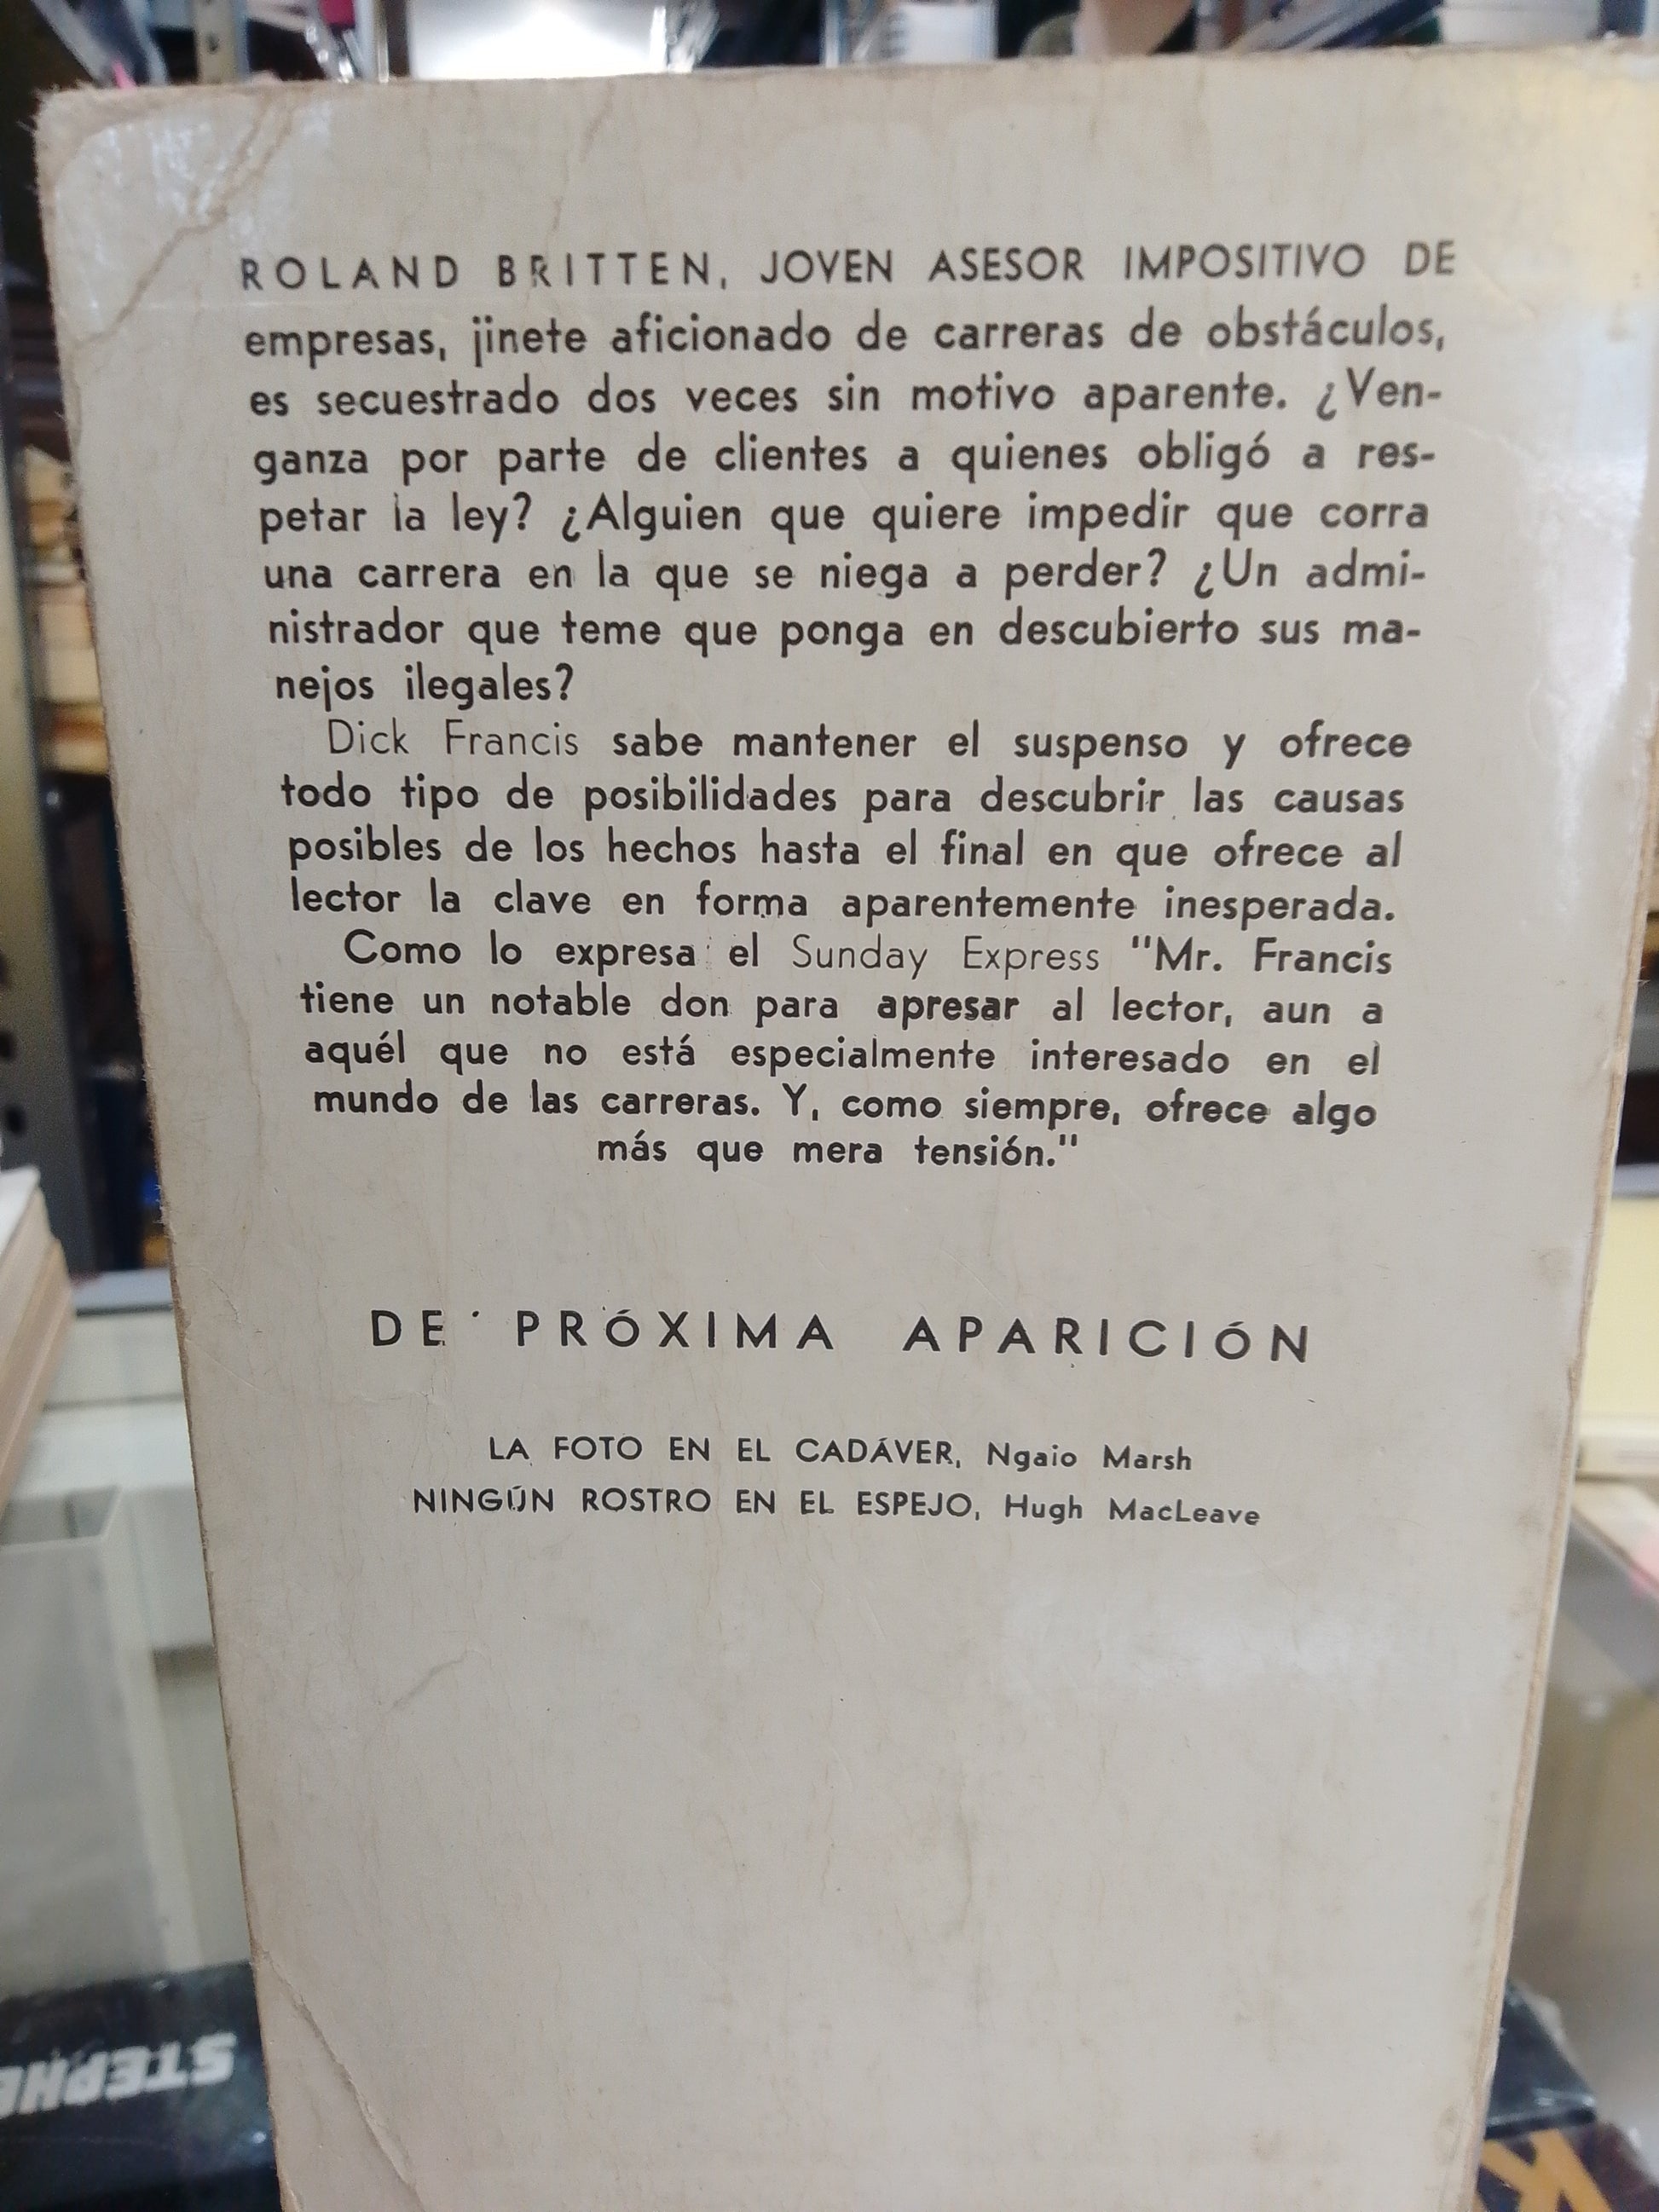 ROLAND BRITTEN, JOVEN ASESOR IMPOSITIVO DE
empresas, jinete aficionado de carreras de obstáculos,
es secuestrado dos veces sin motivo aparente. ¿Ven-
ganza por parte de clientes a quienes obligó a res-
petar la ley? ¿Alguien que quiere impedir que corra
una carrera en la que se niega a perder? ¿Un admi-
nistrador que teme que ponga en descubierto sus ma-
nejos ilegales?
Dick Francis sabe mantener el suspenso y ofrece
todo tipo de posibilidades para descubrir las causas
posibles de los hechos hasta el final en que ofrece al
lector la clave en forma aparentemente inesperada.
Como lo expresa el Sunday Express "Mr. Francis
tiene un notable don para apresar al lector, aun a
aquél que no está especialmente interesado en el
mundo de las carreras. Y, como siempre, ofrece algo
más que mera tensión."
DE PRÓXIMA APARICIÓN
LA FOTO EN EL CADÁVER, Ngaio Marsh
NINGÚN ROSTRO EN EL ESPEJO, Hugh MacLeave
STEPHE
K